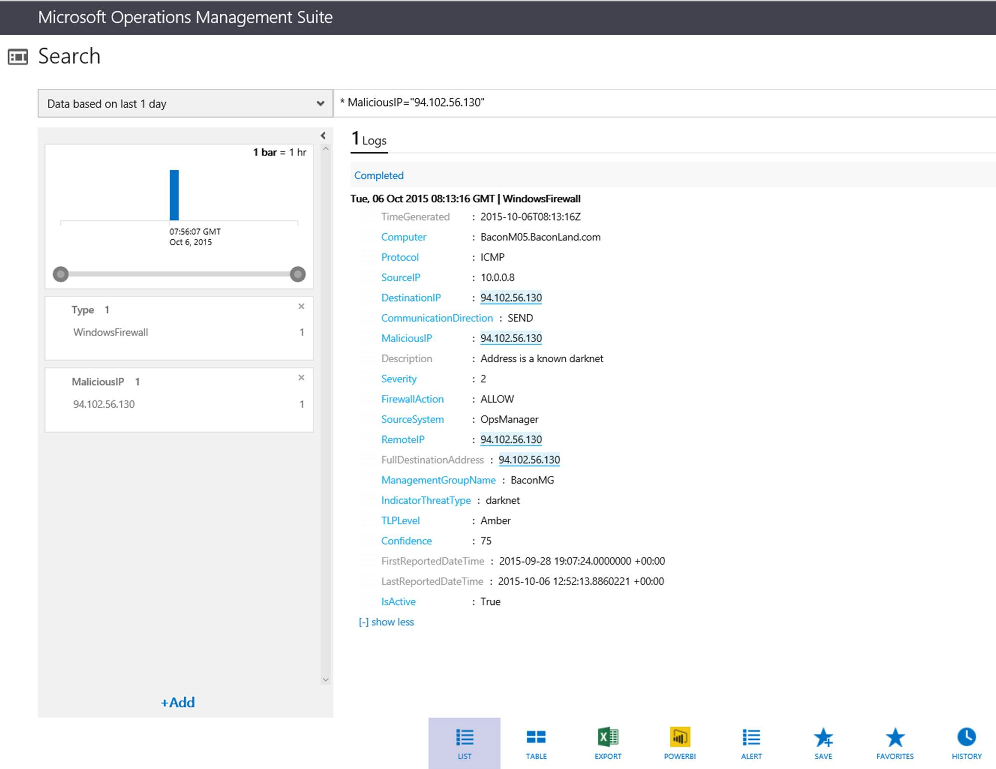 Microsoft Operations Management Suite
Search
Data based on last 1 day
* MaliciousIP="94.102.56.130"
1 bar = 1 hr
07:56:07 GMT
Oct 6, 2015
Type 1
WindowsFirewall 1
MaliciousIP 1
94.102.56.130 1
+Add
1 Logs
Completed
Tue, 06 Oct 2015 08:13:16 GMT | WindowsFirewall
TimeGenerated : 2015-10-06T08:13:16Z
Computer : BaconM05.BaconLand.com
Protocol : ICMP
SourceIP : 10.0.0.8
DestinationIP : 94.102.56.130
CommunicationDirection : SEND
MaliciousIP : 94.102.56.130
Description : Address is a known darknet
Severity : 2
FirewallAction : ALLOW
SourceSystem : OpsManager
RemoteIP : 94.102.56.130
FullDestinationAddress : 94.102.56.130
ManagementGroupName : BaconMG
IndicatorThreatType : darknet
TLPLevel : Amber
Confidence : 75
FirstReportedDateTime : 2015-09-28 19:07:24.0000000 +00:00
LastReportedDateTime : 2015-10-06 12:52:13.8860221 +00:00
IsActive : True
[-] show less
LIST
TABLE
EXPORT
POWERBI
ALERT
SAVE
FAVORITES
HISTORY